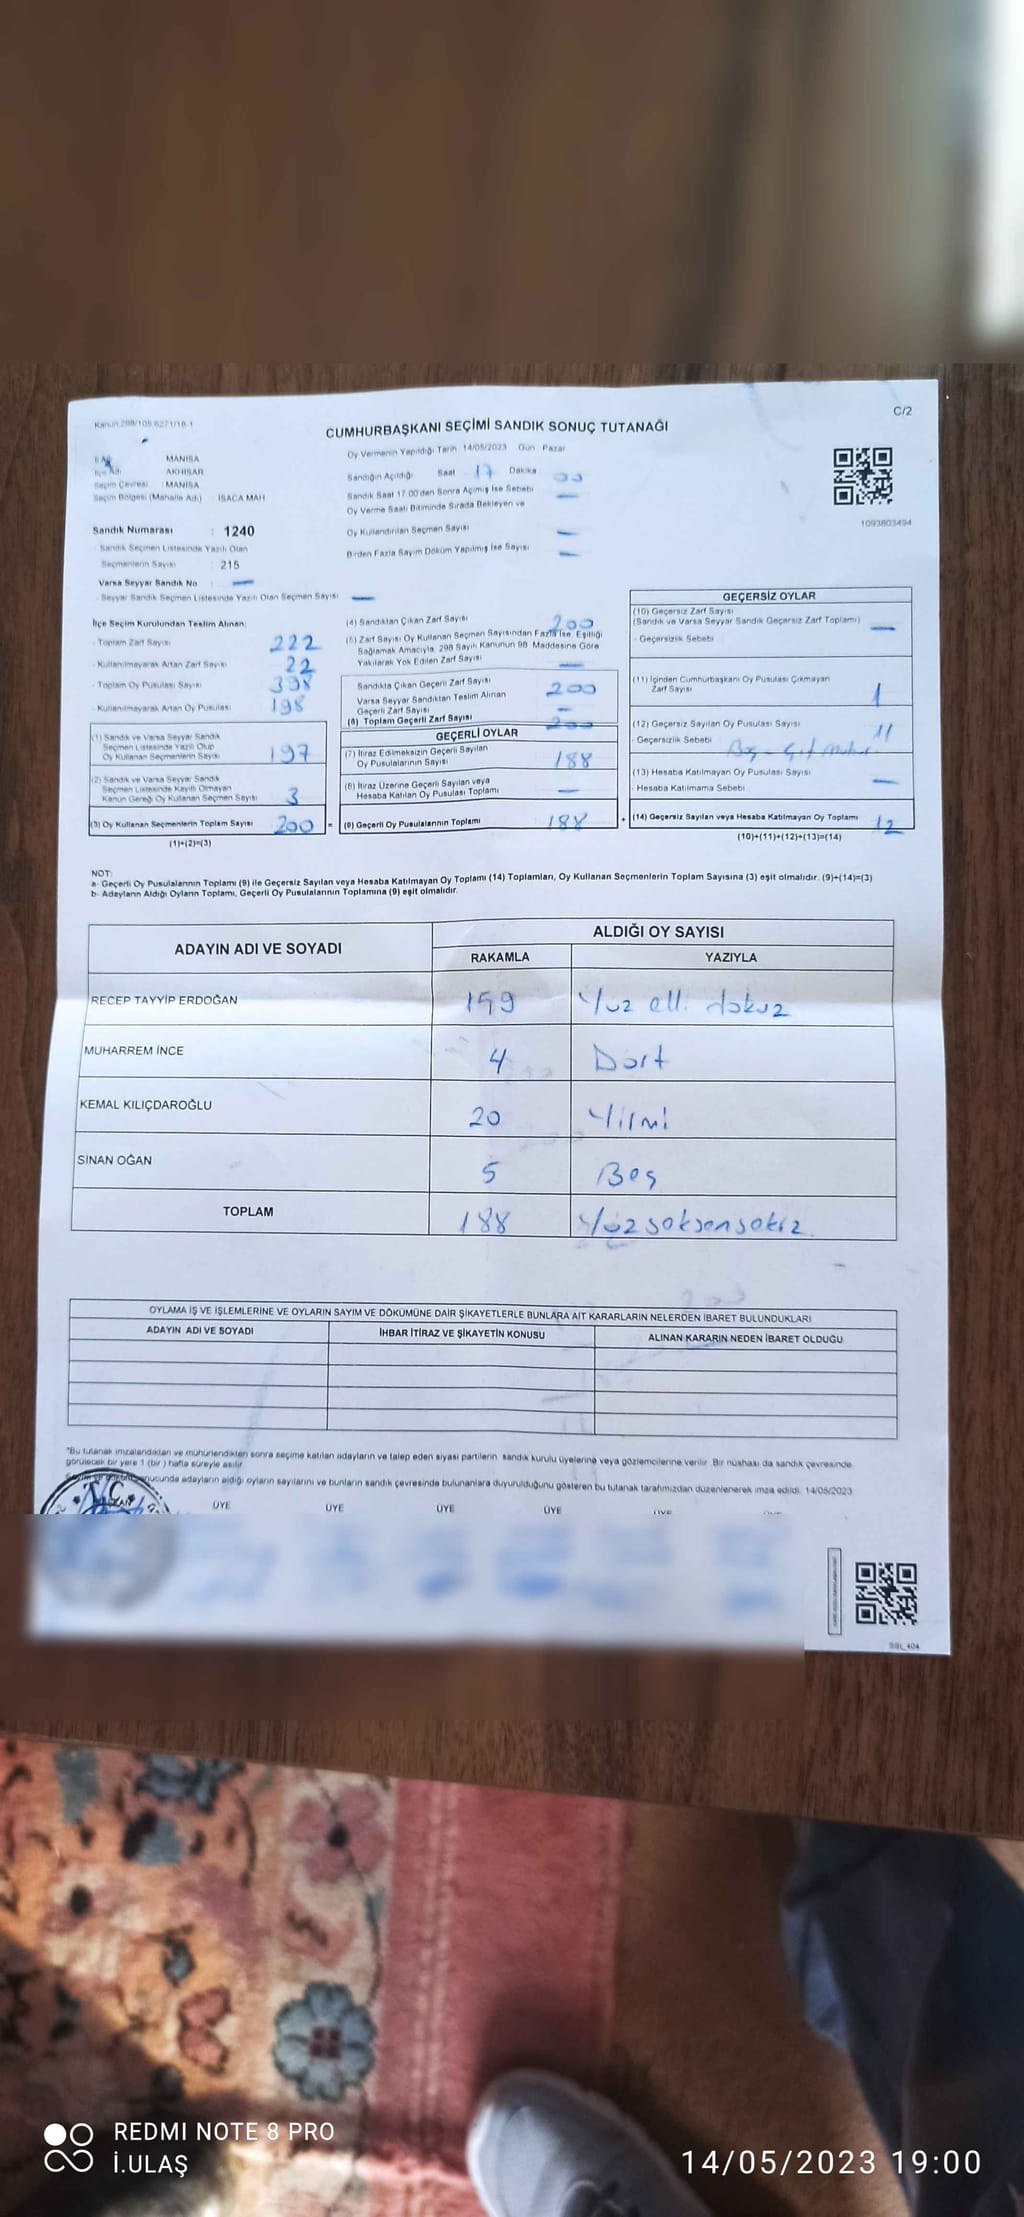 Kanun 298/105 6271/18-1
C/2
CUMHURBAŞKANI SEÇİMİ SANDIK SONUÇ TUTANAĞI
İl Adı MANİSA
İlçe Adı AKHİSAR
Seçim Çevresi : MANİSA
Seçim Bölgesi (Mahalle Adı) ISACA MAH
Oy Vermenin Yapıldığı Tarih 14/05/2023 Gün Pazar
Sandığın Açıldığı Saat 17 Dakika 00
Sandık Saat 17.00'den Sonra Açımış İse Sebebi —
Oy Verme Saati Bitiminde Sırada Bekleyen ve
Oy Kullandırılan Seçmen Sayısı —
Birden Fazla Sayım Döküm Yapılmış İse Sayısı —
1093803494
Sandık Numarası : 1240
- Sandık Seçmen Listesinde Yazılı Olan
Seçmenlerin Sayısı : 215
Varsa Seyyar Sandık No : —
- Seyyar Sandık Seçmen Listesinde Yazılı Olan Seçmen Sayısı —
İlçe Seçim Kurulundan Teslim Alınan;
- Toplam Zarf Sayısı 222
- Kullanılmayarak Artan Zarf Sayısı 22
- Toplam Oy Pusulası Sayısı 398
- Kullanılmayarak Artan Oy Pusulası 198
(1) Sandık ve Varsa Seyyar Sandık
Seçmen Listesinde Yazılı Olup
Oy Kullanan Seçmenlerin Sayısı 197
(2) Sandık ve Varsa Seyyar Sandık
Seçmen Listesinde Kayıtlı Olmayan
Kanun Gereği Oy Kullanan Seçmen Sayısı 3
(3) Oy Kullanan Seçmenlerin Toplam Sayısı 200 =
(1)+(2)=(3)
(4) Sandıktan Çıkan Zarf Sayısı 200
(5) Zarf Sayısı Oy Kullanan Seçmen Sayısından Fazla İse, Eşitliği
Sağlamak Amacıyla, 298 Sayılı Kanunun 98. Maddesine Göre
Yakılarak Yok Edilen Zarf Sayısı —
Sandıkta Çıkan Geçerli Zarf Sayısı 200
Varsa Seyyar Sandıktan Teslim Alınan
Geçerli Zarf Sayısı —
(6) Toplam Geçerli Zarf Sayısı 200
GEÇERLİ OYLAR
(7) İtiraz Edilmeksizin Geçerli Sayılan
Oy Pusulalarının Sayısı 188
(8) İtiraz Üzerine Geçerli Sayılan veya
Hesaba Katılan Oy Pusulası Toplamı —
(9) Geçerli Oy Pusulalarının Toplamı 188 +
GEÇERSİZ OYLAR
(10) Geçersiz Zarf Sayısı
(Sandık ve Varsa Seyyar Sandık Geçersiz Zarf Toplamı) —
- Geçersizlik Sebebi
(11) İçinden Cumhurbaşkanı Oy Pusulası Çıkmayan
Zarf Sayısı 1
(12) Geçersiz Sayılan Oy Pusulası Sayısı 11
- Geçersizlik Sebebi Boş - Çift
(13) Hesaba Katılmayan Oy Pusulası Sayısı —
- Hesaba Katılmama Sebebi
(14) Geçersiz Sayılan veya Hesaba Katılmayan Oy Toplamı 12
(10)+(11)+(12)+(13)=(14)
NOT:
a- Geçerli Oy Pusulalarının Toplamı (9) ile Geçersiz Sayılan veya Hesaba Katılmayan Oy Toplamı (14) Toplamları, Oy Kullanan Seçmenlerin Toplam Sayısına (3) eşit olmalıdır. (9)+(14)=(3)
b- Adayların Aldığı Oyların Toplamı, Geçerli Oy Pusulalarının Toplamına (9) eşit olmalıdır.
ADAYIN ADI VE SOYADI ALDIĞI OY SAYISI
RAKAMLA YAZIYLA
RECEP TAYYİP ERDOĞAN 159 Yüz elli dokuz
MUHARREM İNCE 4 Dört
KEMAL KILIÇDAROĞLU 20 Yirmi
SİNAN OĞAN 5 Beş
TOPLAM 188 Yüzseksensekiz
OYLAMA İŞ VE İŞLEMLERİNE VE OYLARIN SAYIM VE DÖKÜMÜNE DAİR ŞİKAYETLERLE BUNLARA AİT KARARLARIN NELERDEN İBARET BULUNDUKLARI
ADAYIN ADI VE SOYADI İHBAR İTİRAZ VE ŞİKAYETİN KONUSU ALINAN KARARIN NEDEN İBARET OLDUĞU
*Bu tutanak imzalandıktan ve mühürlendikten sonra seçime katılan adayların ve talep eden siyasi partilerin sandık kurulu üyelerine veya gözlemcilerine verilir. Bir nüshası da sandık çevresinde
görülecek bir yere 1 (bir ) hafta süreyle asılır.
sonucunda adayların aldığı oyların sayılarını ve bunların sandık çevresinde bulunanlara duyurulduğunu gösteren bu tutanak tarafımızdan düzenlenerek imza edildi. 14/05/2023
ÜYE ÜYE ÜYE ÜYE ÜYE
REDMI NOTE 8 PRO
İ.ULAŞ
14/05/2023 19:00